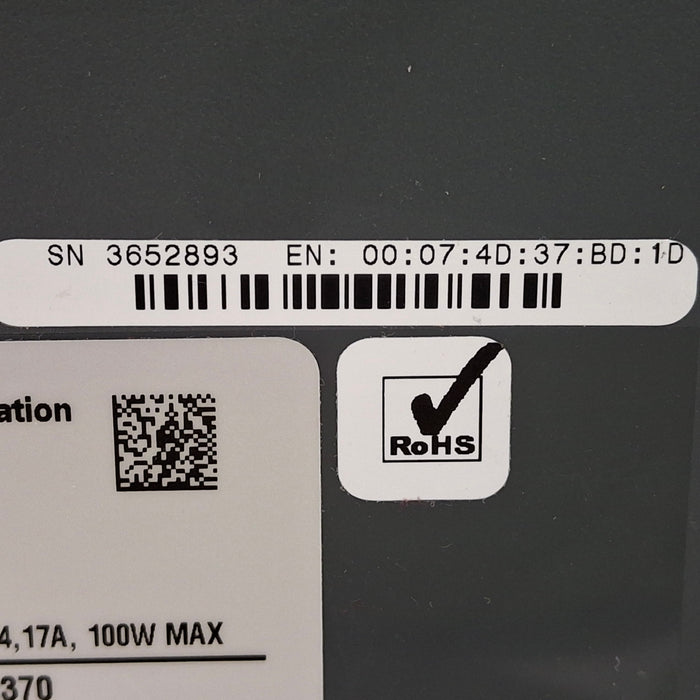 SN 3652893 EN: 00:07:4D:37:BD:1D
RoHS
ation
4,17A, 100W MAX
370